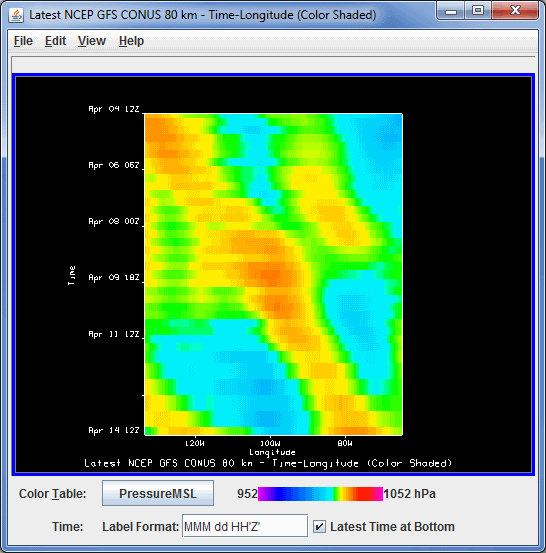 Latest NCEP GFS CONUS 80 km - Time-Longitude (Color Shaded)
File Edit View Help
Apr 04 12Z
Apr 06 06Z
Apr 08 00Z
Time
Apr 09 18Z
Apr 11 12Z
Apr 14 12Z
120W 100W 80W
Longitude
Latest NCEP GFS CONUS 80 km - Time-Longitude (Color Shaded)
Color Table: PressureMSL 952 1052 hPa
Time: Label Format: MMM dd HH'Z' Latest Time at Bottom